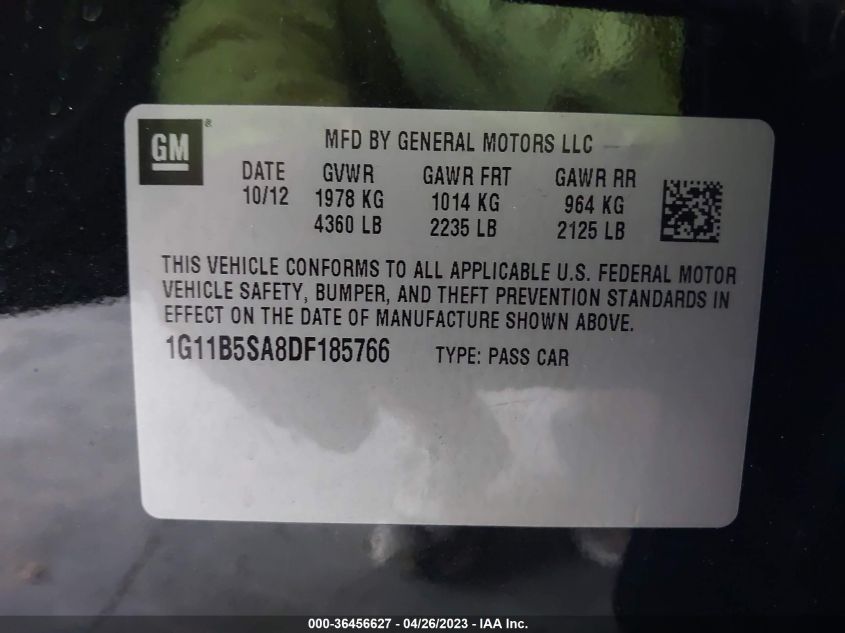 GM®
MFD BY GENERAL MOTORS LLC
DATE GVWR GAWR FRT GAWR RR
10/12 1978 KG 1014 KG 964 KG
4360 LB 2235 LB 2125 LB
THIS VEHICLE CONFORMS TO ALL APPLICABLE U.S. FEDERAL MOTOR
VEHICLE SAFETY, BUMPER, AND THEFT PREVENTION STANDARDS IN
EFFECT ON THE DATE OF MANUFACTURE SHOWN ABOVE.
1G11B5SA8DF185766 TYPE: PASS CAR
000-36456627 - 04/26/2023 - IAA Inc.